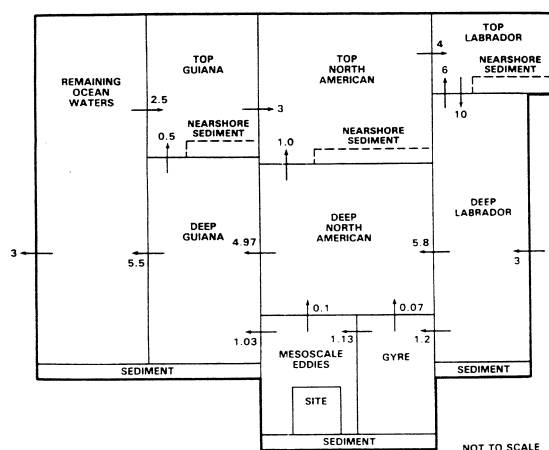 TOP
LABRADOR
TOP
GUIANA
TOP
NORTH
AMERICAN
REMAINING
OCEAN
WATERS
4
6
10
NEARSHORE
SEDIMENT
2.5
3
NEARSHORE
SEDIMENT
0.5
1.0
NEARSHORE
SEDIMENT
DEEP
GUIANA
DEEP
NORTH
AMERICAN
DEEP
LABRADOR
3
5.5
4.97
5.8
3
0.1
0.07
1.03
1.13
1.2
MESOSCALE
EDDIES
GYRE
SITE
SEDIMENT
SEDIMENT
SEDIMENT
NOT TO SCALE